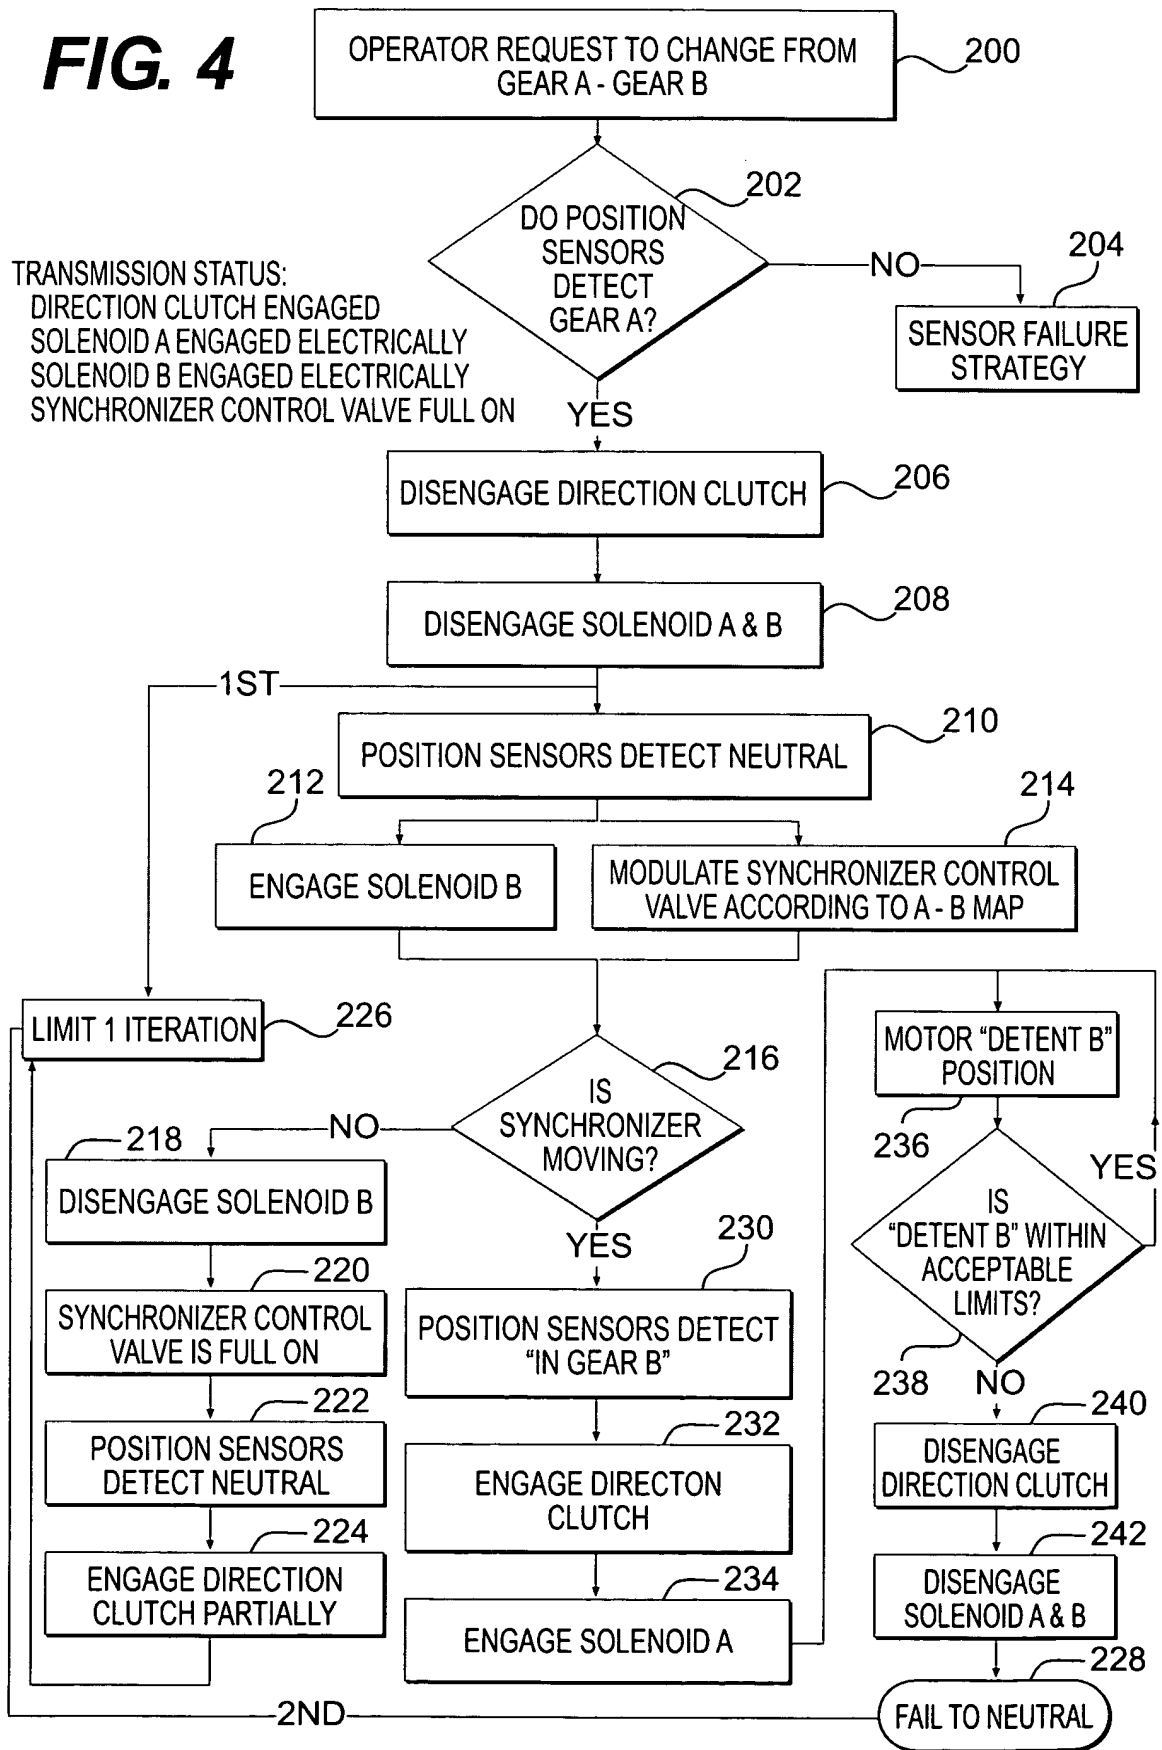 FIG. 4
OPERATOR REQUEST TO CHANGE FROM
GEAR A - GEAR B
200
202
DO POSITION
SENSORS
DETECT
GEAR A?
NO
204
SENSOR FAILURE
STRATEGY
TRANSMISSION STATUS:
DIRECTION CLUTCH ENGAGED
SOLENOID A ENGAGED ELECTRICALLY
SOLENOID B ENGAGED ELECTRICALLY
SYNCHRONIZER CONTROL VALVE FULL ON
YES
DISENGAGE DIRECTION CLUTCH
206
DISENGAGE SOLENOID A & B
208
1ST
POSITION SENSORS DETECT NEUTRAL
210
212
ENGAGE SOLENOID B
214
MODULATE SYNCHRONIZER CONTROL
VALVE ACCORDING TO A - B MAP
LIMIT 1 ITERATION
226
216
IS
SYNCHRONIZER
MOVING?
NO
218
DISENGAGE SOLENOID B
220
SYNCHRONIZER CONTROL
VALVE IS FULL ON
222
POSITION SENSORS
DETECT NEUTRAL
224
ENGAGE DIRECTION
CLUTCH PARTIALLY
YES
230
POSITION SENSORS DETECT
“IN GEAR B”
232
ENGAGE DIRECTON
CLUTCH
234
ENGAGE SOLENOID A
MOTOR “DETENT B”
POSITION
236
YES
IS
“DETENT B” WITHIN
ACCEPTABLE
LIMITS?
238
NO
240
DISENGAGE
DIRECTION CLUTCH
242
DISENGAGE
SOLENOID A & B
228
FAIL TO NEUTRAL
2ND